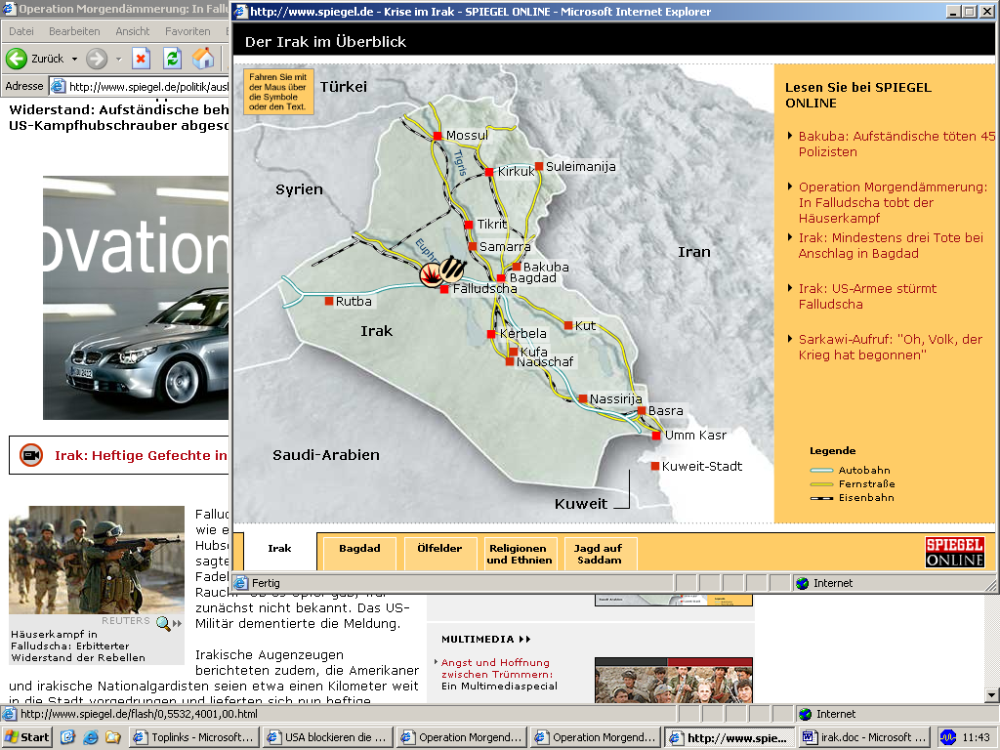 Operation Morgendämmerung: In Fallu
Datei Bearbeiten Ansicht Favoriten
Zurück
Adresse http://www.spiegel.de/politik/ausl
Widerstand: Aufständische beh
US-Kampfhubschrauber abgesc
ovation
Irak: Heftige Gefechte in
REUTERS
Häuserkampf in
Falludscha: Erbitterter
Widerstand der Rebellen
Fallud
wie e
Hubs
sagte
Fadel
Rauch
zunächst nicht bekannt. Das US-
Militär dementierte die Meldung.
Irakische Augenzeugen
berichteten zudem, die Amerikaner
und irakische Nationalgardisten seien etwa einen Kilometer weit
in die Stadt vorgedrungen und lieferten sich nun heftige
MULTIMEDIA
Angst und Hoffnung
zwischen Trümmern:
Ein Multimediaspecial
http://www.spiegel.de - Krise im Irak - SPIEGEL ONLINE - Microsoft Internet Explorer
Der Irak im Überblick
Fahren Sie mit
der Maus über
die Symbole
oder den Text.
Türkei
Mossul
Tigris
Kirkuk
Suleimanija
Syrien
Tikrit
Samarra
Iran
Euphr
Bakuba
Bagdad
Falludscha
Rutba
Irak
Kut
Kerbela
Kufa
Nadschaf
Nassirija
Basra
Umm Kasr
Saudi-Arabien
Kuweit-Stadt
Kuweit
Lesen Sie bei SPIEGEL
ONLINE
Bakuba: Aufständische töten 45
Polizisten
Operation Morgendämmerung:
In Falludscha tobt der
Häuserkampf
Irak: Mindestens drei Tote bei
Anschlag in Bagdad
Irak: US-Armee stürmt
Falludscha
Sarkawi-Aufruf: "Oh, Volk, der
Krieg hat begonnen"
Legende
Autobahn
Fernstraße
Eisenbahn
Irak
Bagdad
Ölfelder
Religionen
und Ethnien
Jagd auf
Saddam
SPIEGEL
ONLINE
Fertig
Internet
http://www.spiegel.de/flash/0,5532,4001,00.html
Internet
Start
Toplinks - Microsoft...
USA blockieren die ...
Operation Morgend...
Operation Morgend...
http://www.spie...
irak.doc - Microsoft ...
11:43